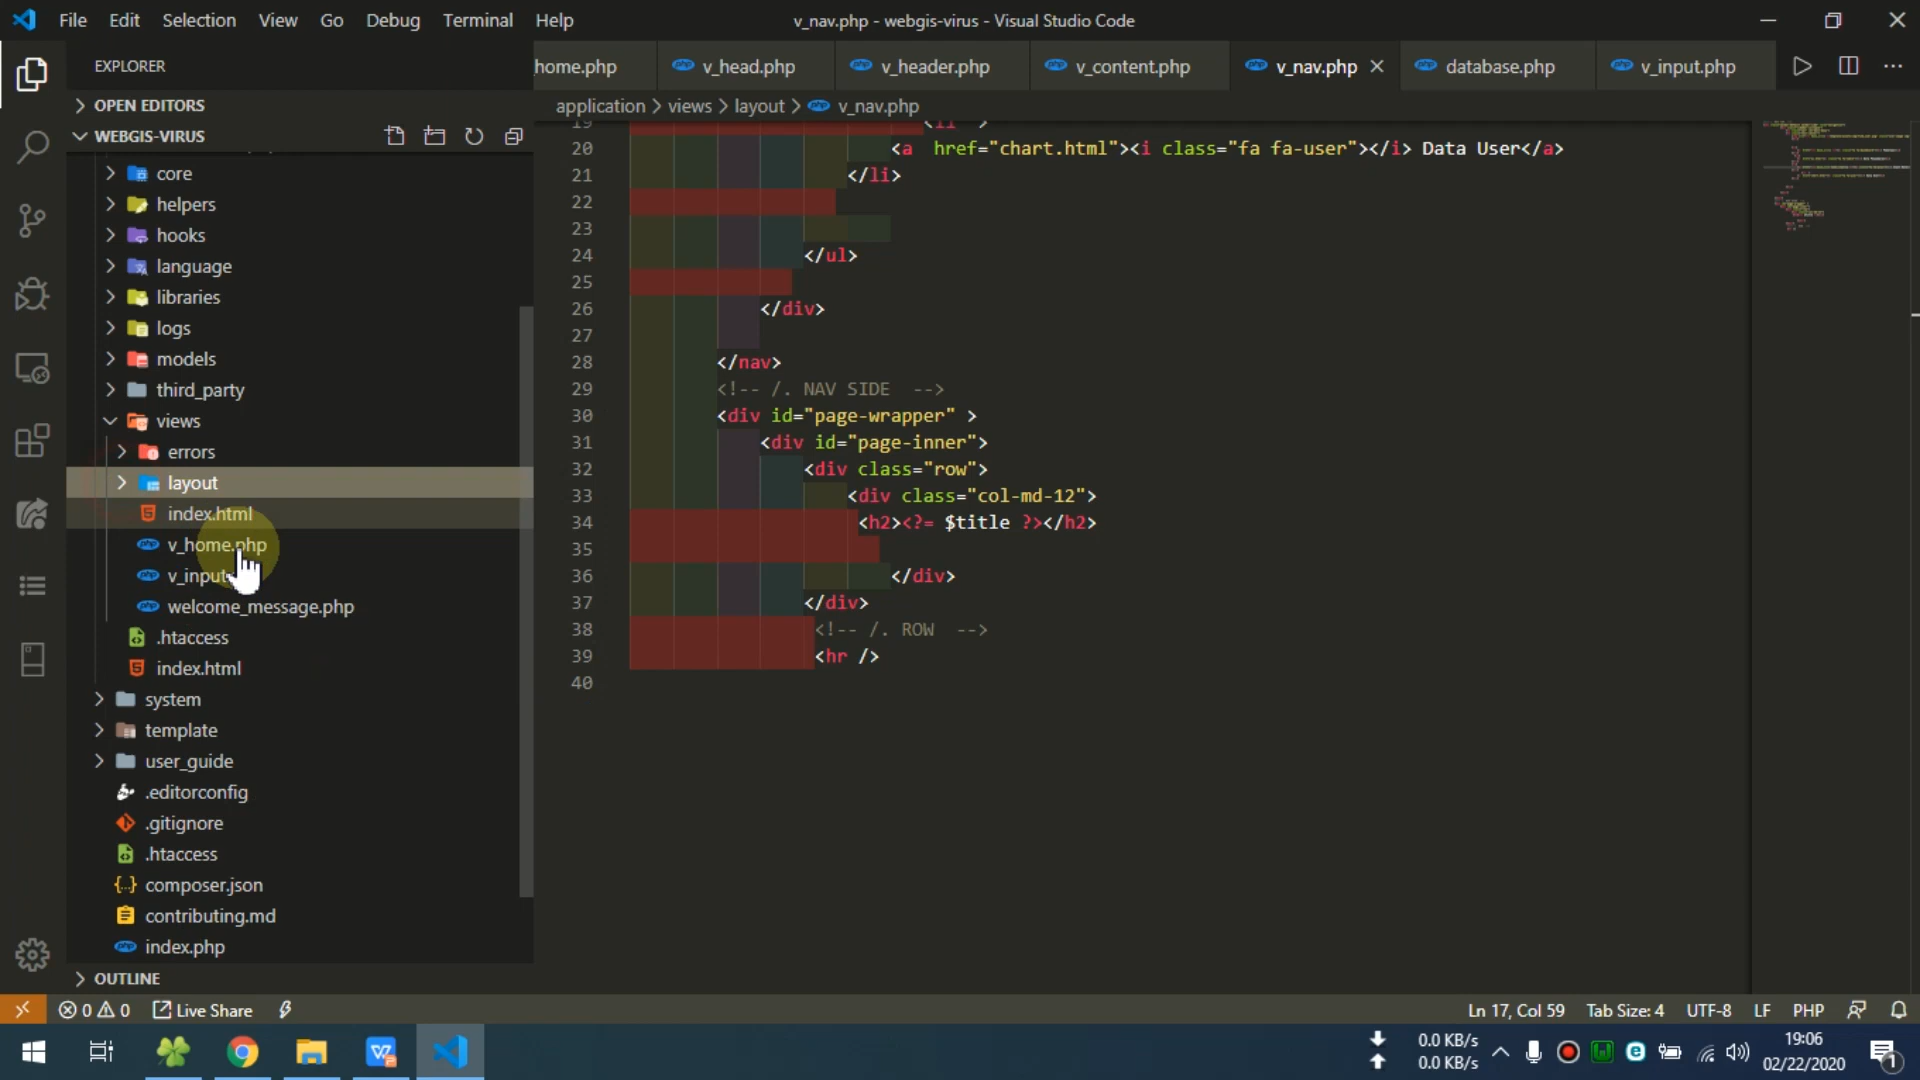 File Edit Selection View Go Debug Terminal Help
v_nav.php - webgis-virus - Visual Studio Code
EXPLORER
home.php
v_head.php
v_header.php
v_content.php
v_nav.php
database.php
v_input.php
OPEN EDITORS
WEBGIS-VIRUS
application > views > layout > v_nav.php
core
helpers
hooks
language
libraries
logs
models
third_party
views
errors
layout
index.html
v_home.php
v_input
welcome_message.php
.htaccess
index.html
system
template
user_guide
.editorconfig
.gitignore
.htaccess
composer.json
contributing.md
index.php
OUTLINE
19 <li >
20 <a href="chart.html"><i class="fa fa-user"></i> Data User</a>
21 </li>
22
23
24 </ul>
25
26 </div>
27
28 </nav>
29 <!-- /. NAV SIDE -->
30 <div id="page-wrapper" >
31 <div id="page-inner">
32 <div class="row">
33 <div class="col-md-12">
34 <h2><?= $title ?></h2>
35
36 </div>
37 </div>
38 <!-- /. ROW -->
39 <hr />
40
0 0 Live Share
Ln 17, Col 59 Tab Size: 4 UTF-8 LF PHP
0.0 KB/s
0.0 KB/s
19:06
02/22/2020
1